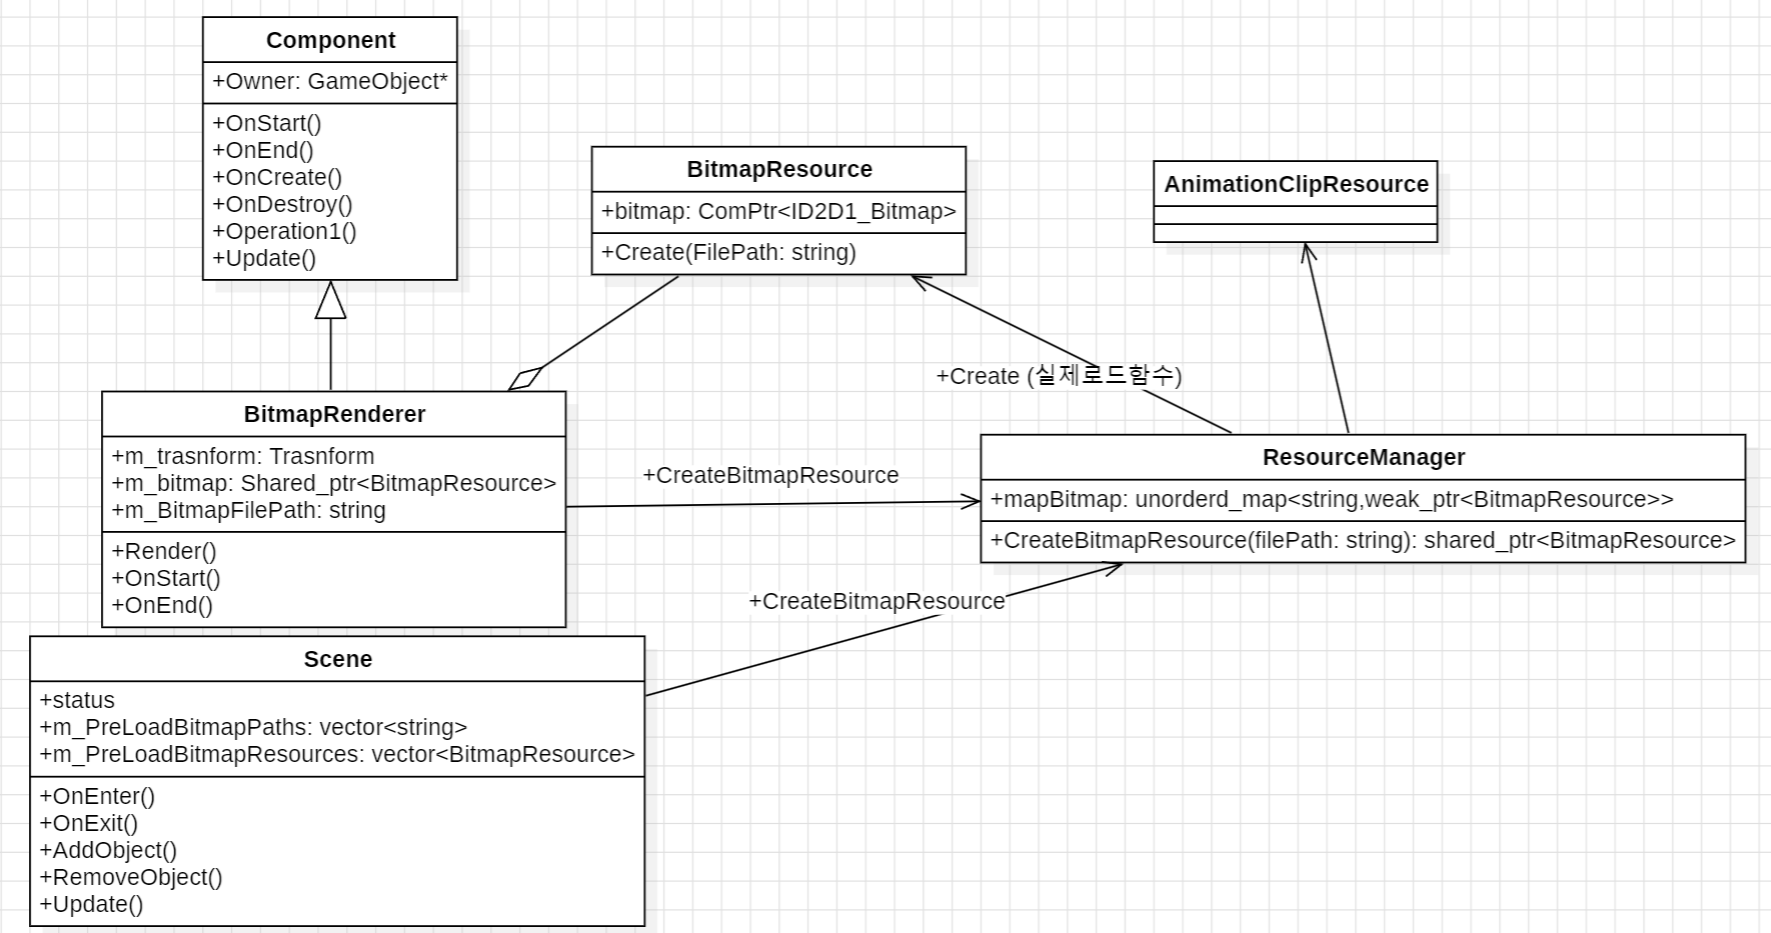 Component
+Owner: GameObject*
+OnStart()
+OnEnd()
+OnCreate()
+OnDestroy()
+Operation1()
+Update()
BitmapResource
+bitmap: ComPtr<ID2D1_Bitmap>
+Create(FilePath: string)
AnimationClipResource
+Create (실제로드함수)
BitmapRenderer
+m_trasnform: Trasnform
+m_bitmap: Shared_ptr<BitmapResource>
+m_BitmapFilePath: string
+Render()
+OnStart()
+OnEnd()
+CreateBitmapResource
ResourceManager
+mapBitmap: unorderd_map<string,weak_ptr<BitmapResource>>
+CreateBitmapResource(filePath: string): shared_ptr<BitmapResource>
+CreateBitmapResource
Scene
+status
+m_PreLoadBitmapPaths: vector<string>
+m_PreLoadBitmapResources: vector<BitmapResource>
+OnEnter()
+OnExit()
+AddObject()
+RemoveObject()
+Update()